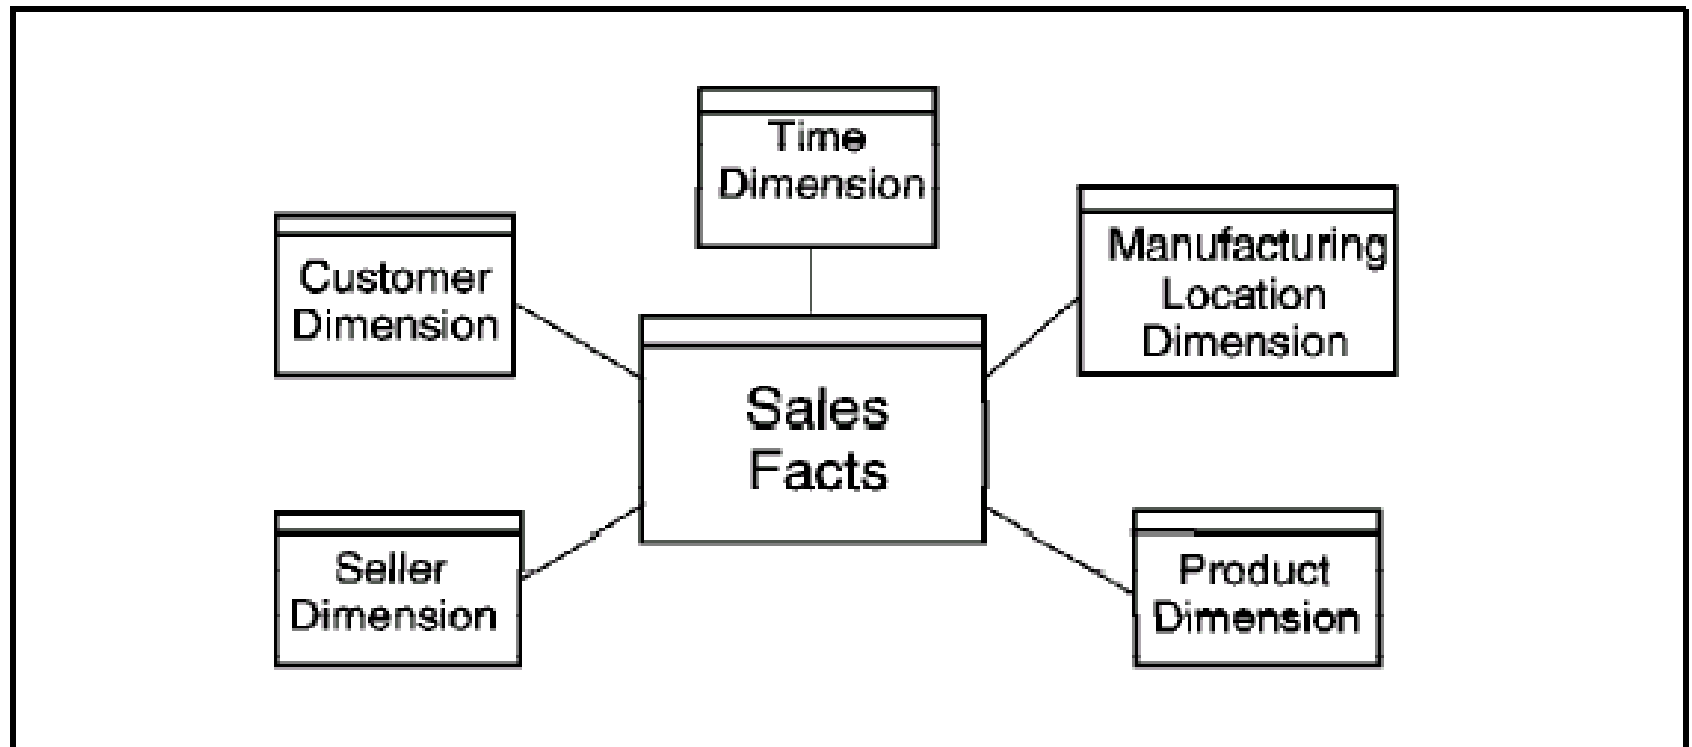 Time
Dimension
Customer
Dimension
Manufacturing
Location
Dimension
Sales
Facts
Seller
Dimension
Product
Dimension